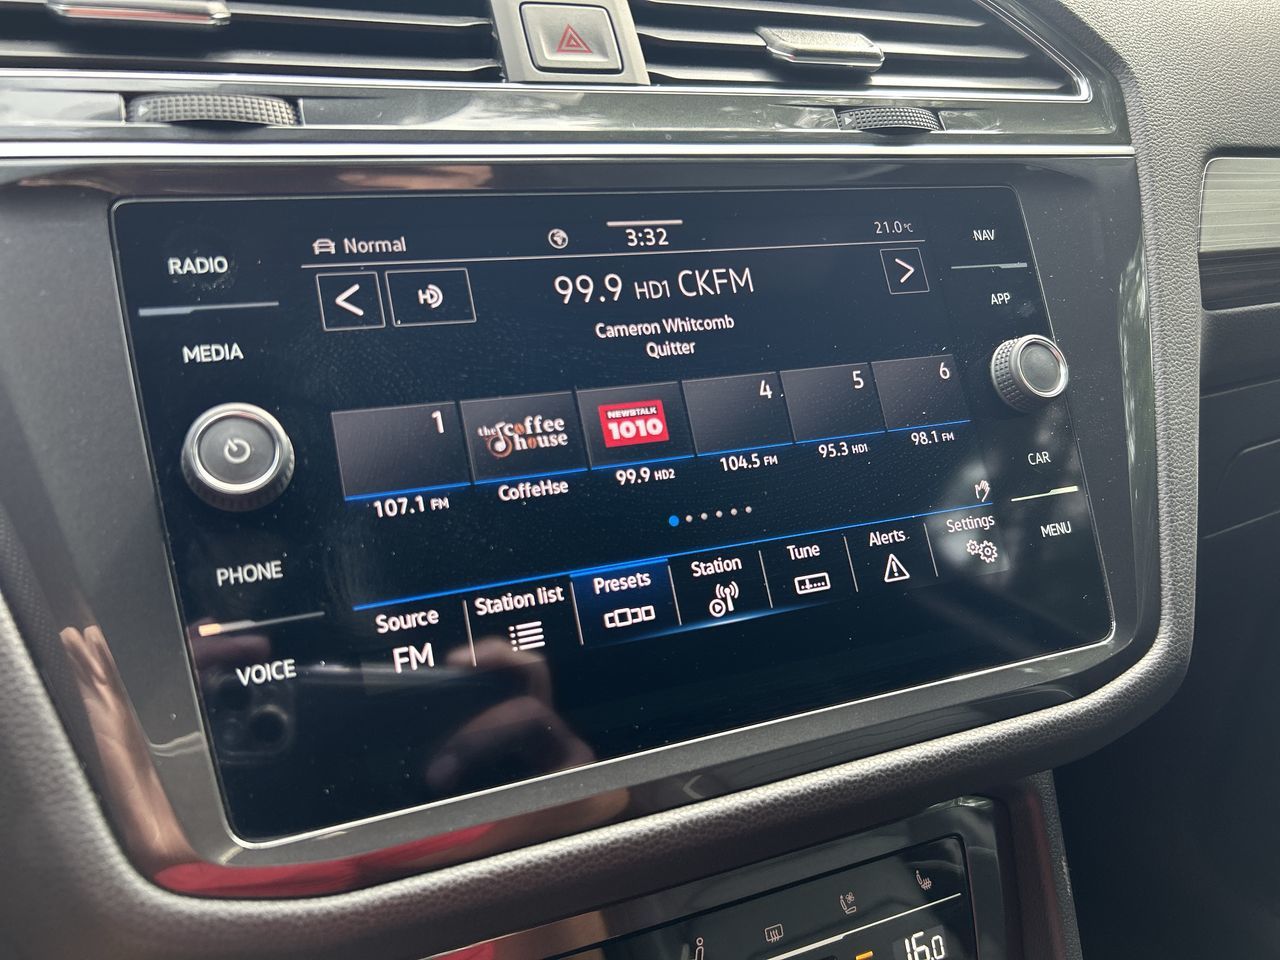 RADIO
MEDIA
PHONE
VOICE
Normal
3:32
21.0°C
99.9 HD1 CKFM
Cameron Whitcomb
Quitter
1
the Coffee
house
NEWSTALK
1010
4
5
6
107.1 FM
CoffeHse
99.9 HD2
104.5 FM
95.3 HD1
98.1 FM
Source
FM
Station list
Presets
Station
Tune
Alerts
Settings
NAV
APP
CAR
MENU
16.0